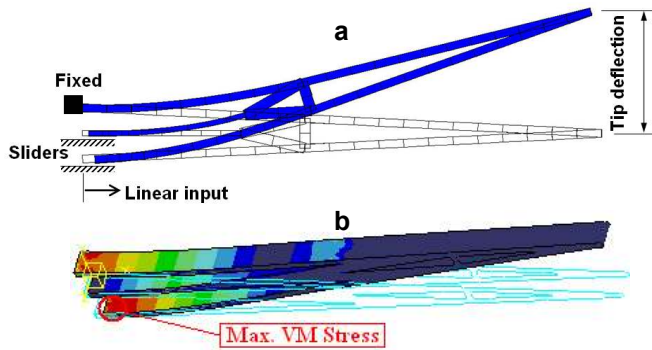 a
Fixed
Tip deflection
Sliders
Linear input
b
Max. VM Stress